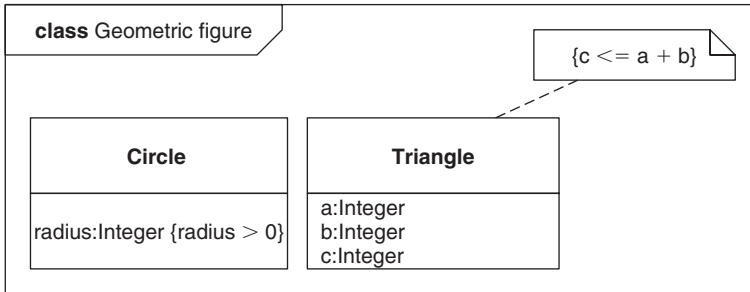 class Geometric figure
{c <= a + b}
Circle
radius:Integer {radius > 0}
Triangle
a:Integer
b:Integer
c:Integer